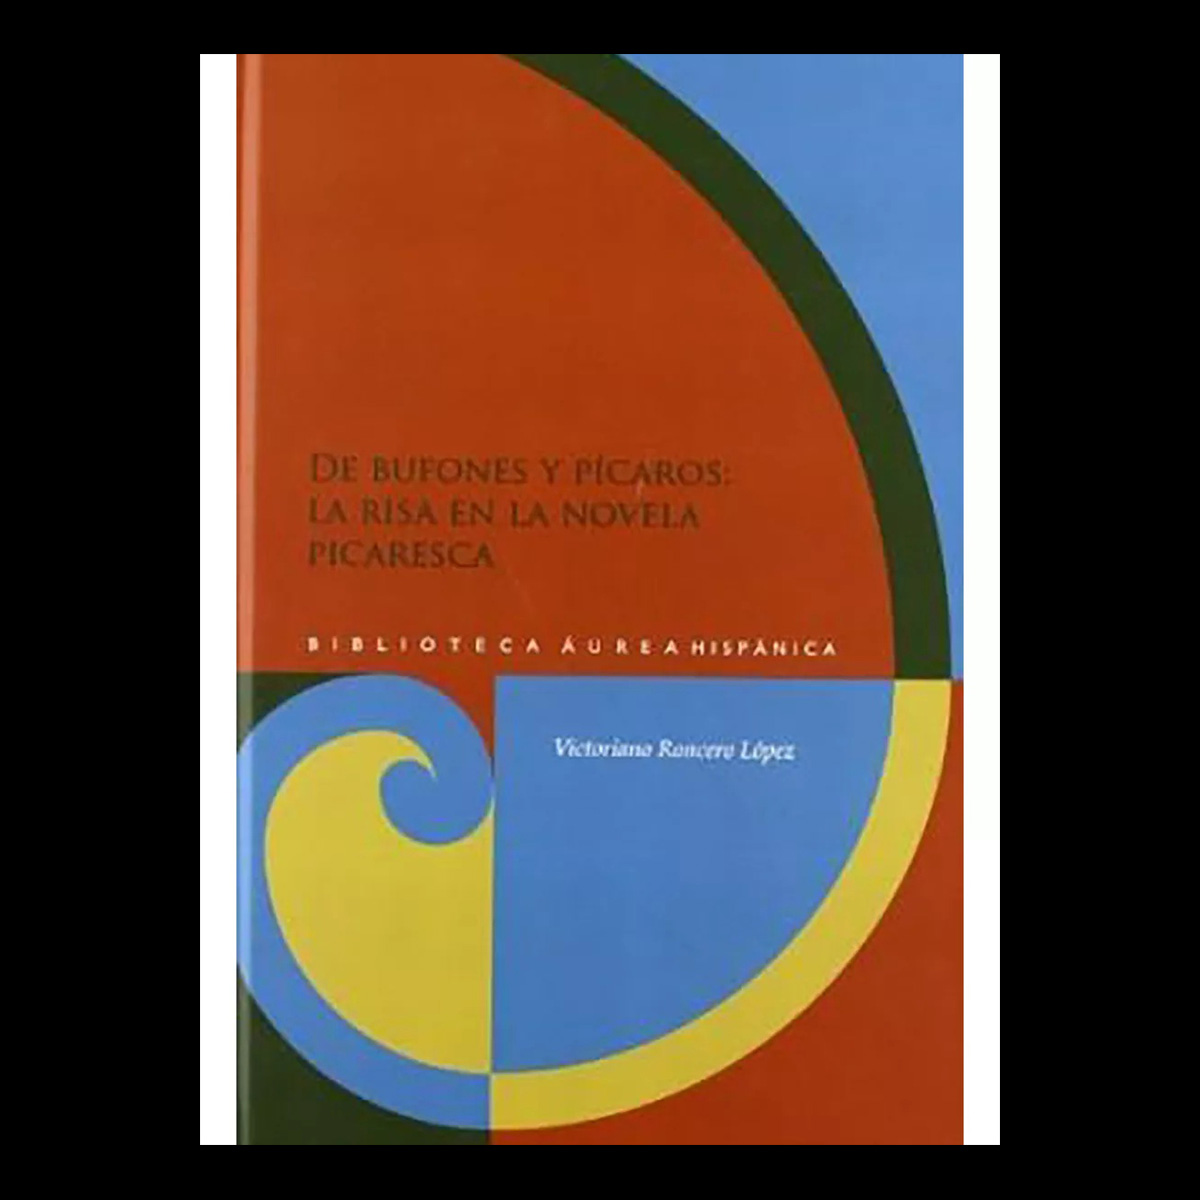 DE BUFONES Y PÍCAROS:
LA RISA EN LA NOVELA
PICARESCA
BIBLIOTECA ÁUREA HISPÁNICA
Victoriano Roncero López